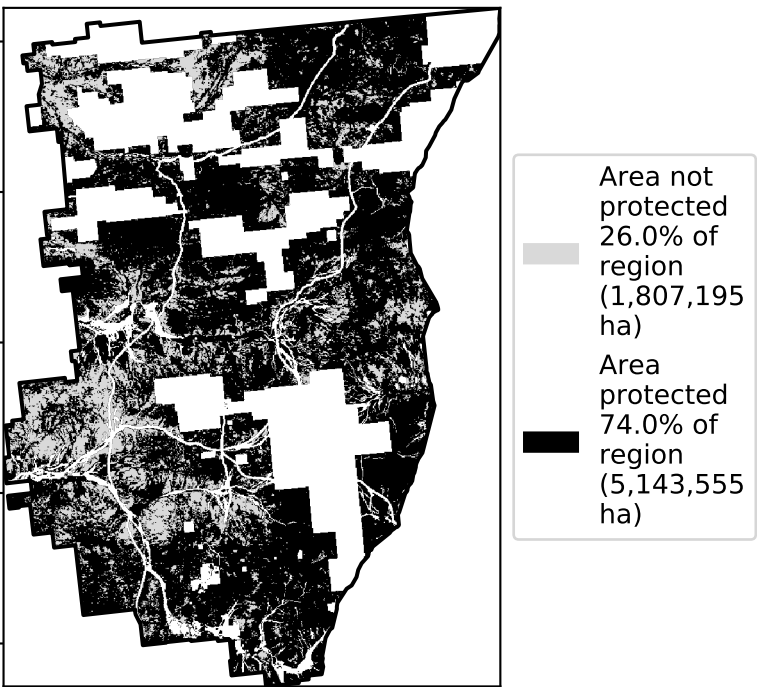 Area not
protected
26.0% of
region
(1,807,195
ha)
Area
protected
74.0% of
region
(5,143,555
ha)